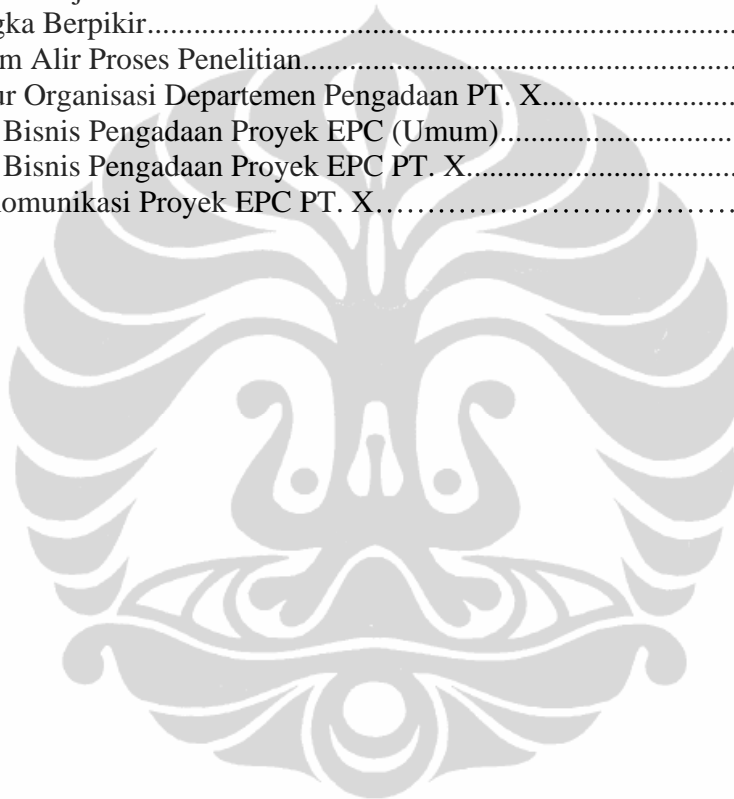 gka Berpikir.......................................................................
m Alir Proses Penelitian.....................................................
ur Organisasi Departemen Pengadaan PT. X......................
Bisnis Pengadaan Proyek EPC (Umum)............................
Bisnis Pengadaan Proyek EPC PT. X................................
omunikasi Proyek EPC PT. X…………………………….